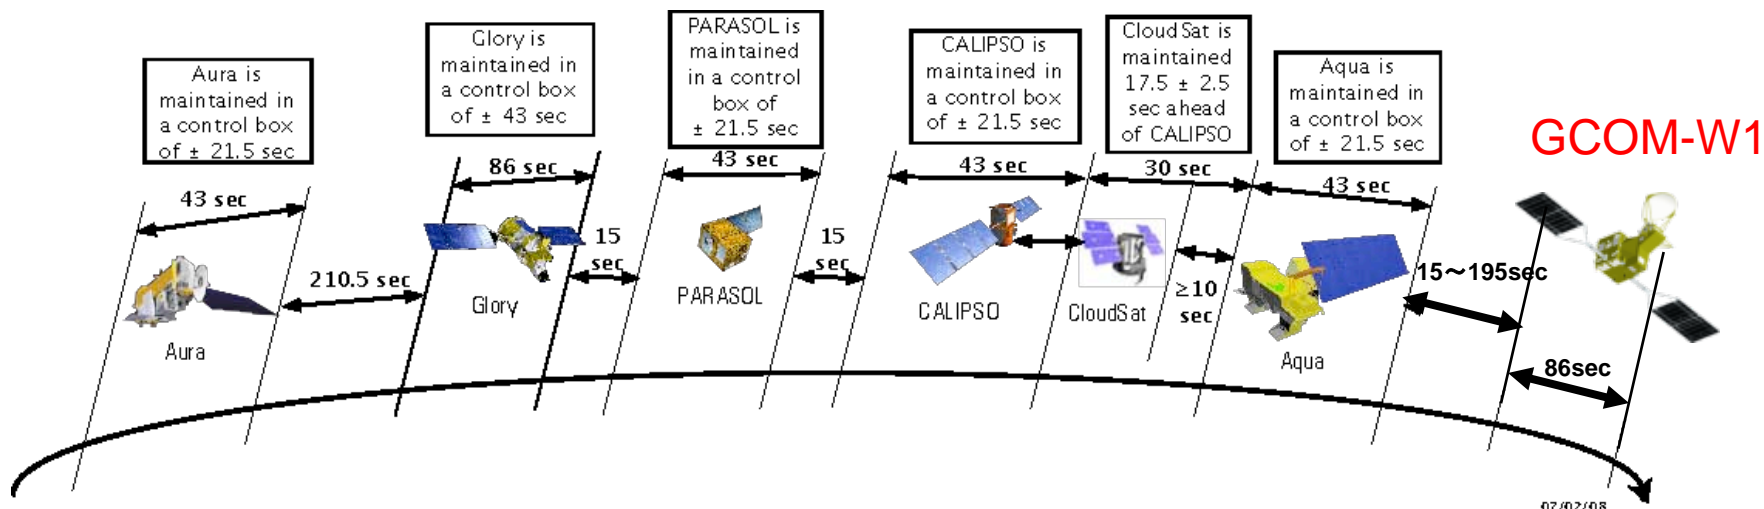 Aura is
maintained in
a control box
of ± 21.5 sec
Glory is
maintained in
a control box
of ± 43 sec
PARASOL is
maintained
in a control
box of
± 21.5 sec
CALIPSO is
maintained in
a control box
of ± 21.5 sec
CloudSat is
maintained
17.5 ± 2.5
sec ahead
of CALIPSO
Aqua is
maintained in
a control box
of ± 21.5 sec
GCOM-W1
43 sec
86 sec
43 sec
43 sec
30 sec
43 sec
210.5 sec
15
sec
15
sec
≥10
sec
15～195sec
86sec
Aura
Glory
PARASOL
CALIPSO
CloudSat
Aqua
07/02/08